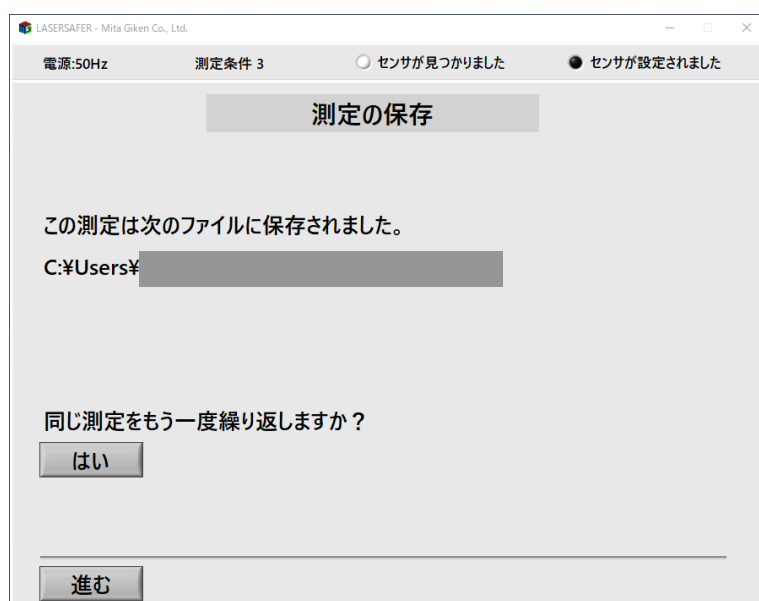 LASERSAFER - Mita Giken Co., Ltd.
電源:50Hz 測定条件 3 センサが見つかりました センサが設定されました
測定の保存
この測定は次のファイルに保存されました。
C:¥Users¥
同じ測定をもう一度繰り返しますか？
はい
進む